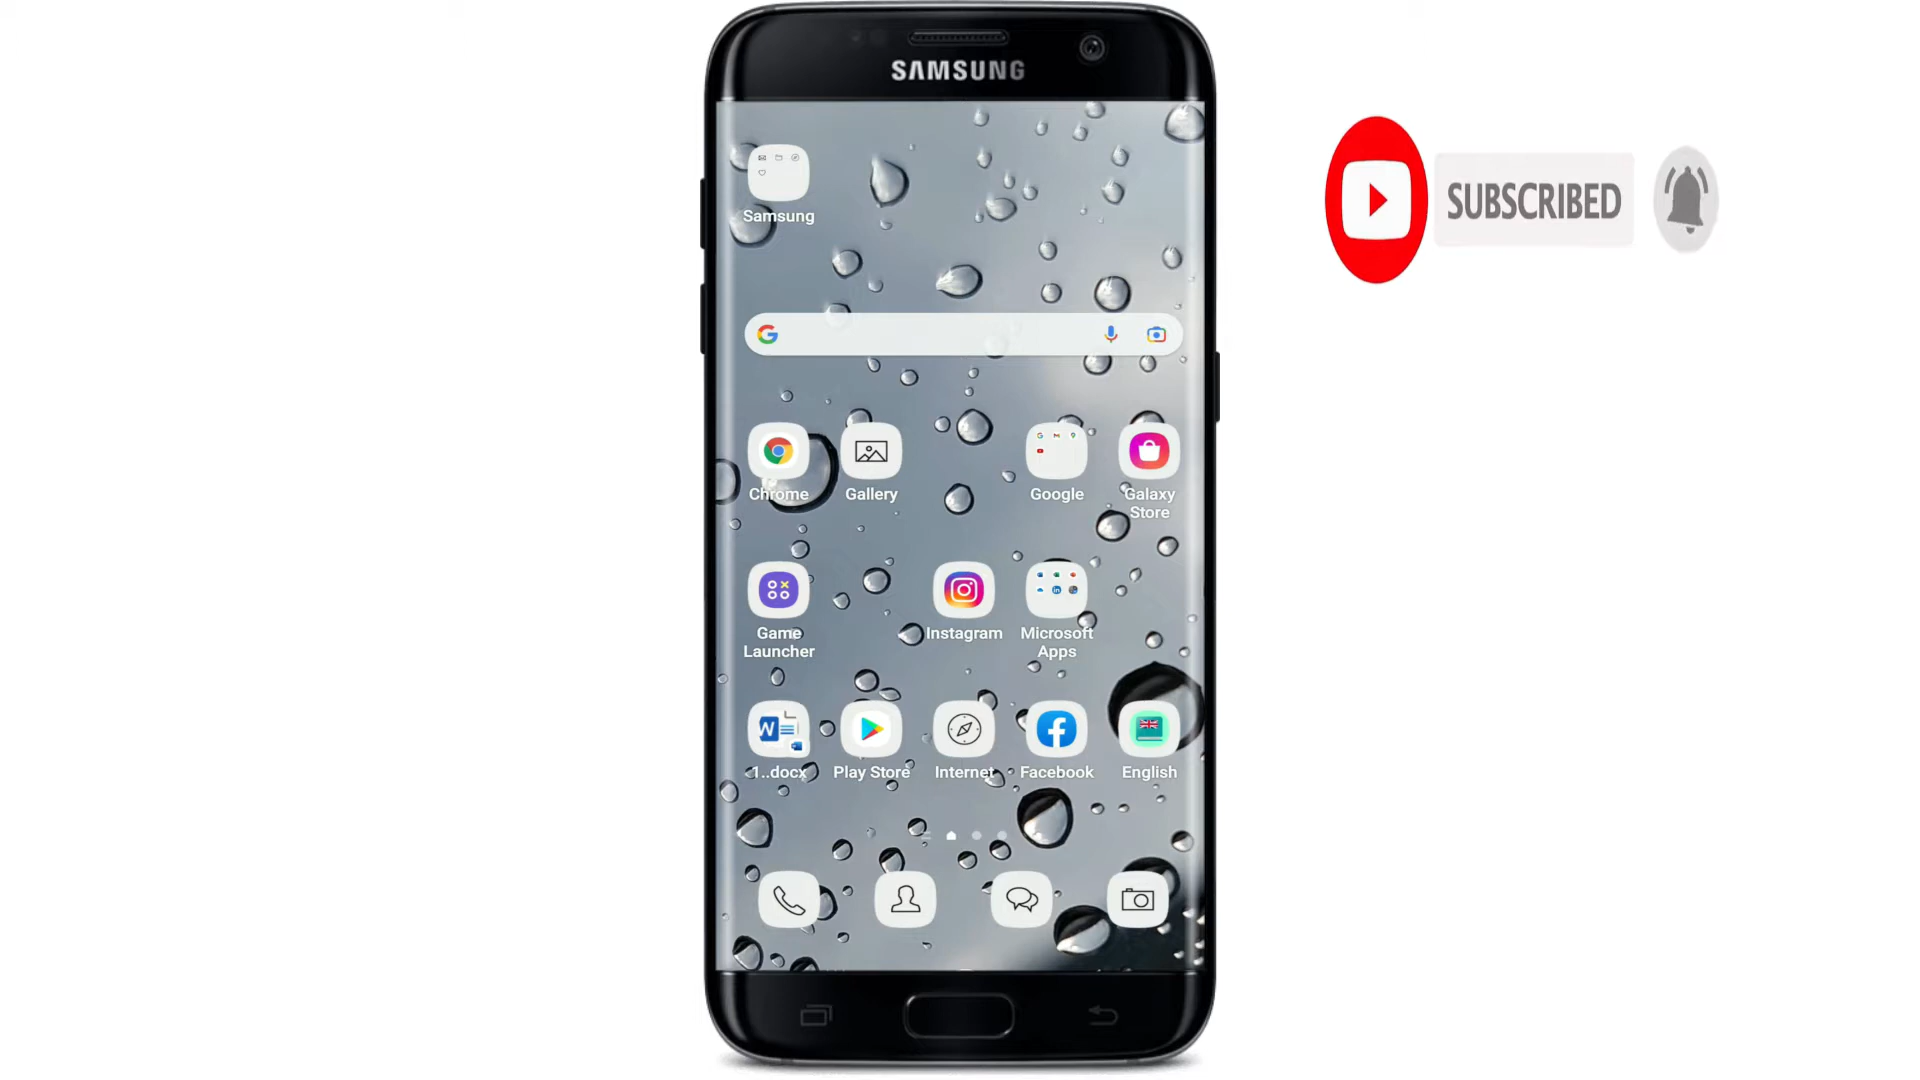 SAMSUNG
SUBSCRIBED
Samsung
Chrome
Gallery
Google
Galaxy
Store
Game
Launcher
Instagram
Microsoft
Apps
1..docx
Play Store
Internet
Facebook
English